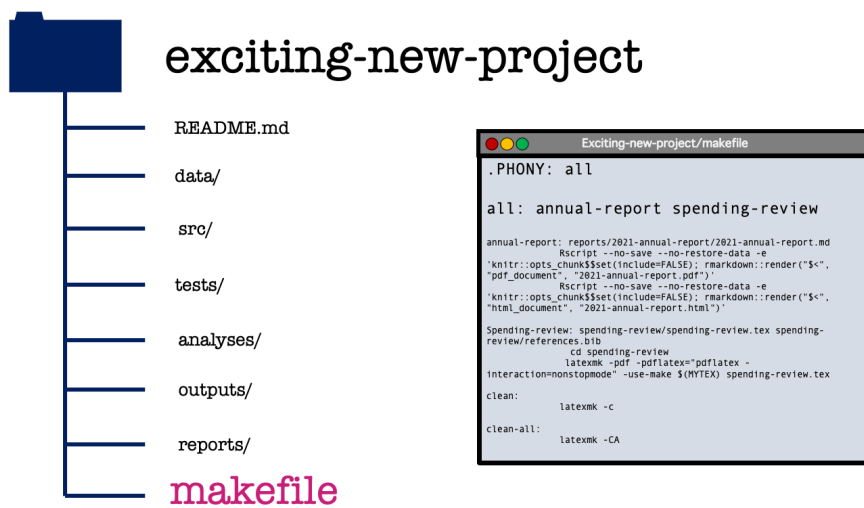 exciting-new-project
README.md
data/
src/
tests/
analyses/
outputs/
reports/
makefile
Exciting-new-project/makefile
.PHONY: all
all: annual-report spending-review
annual-report: reports/2021-annual-report/2021-annual-report.md
Rscript --no-save --no-restore-data -e
'knitr::opts_chunk$$set(include=FALSE); rmarkdown::render("$<",
"pdf_document", "2021-annual-report.pdf")'
Rscript --no-save --no-restore-data -e
'knitr::opts_chunk$$set(include=FALSE); rmarkdown::render("$<",
"html_document", "2021-annual-report.html")'
Spending-review: spending-review/spending-review.tex spending-
review/references.bib
cd spending-review
latexmk -pdf -pdflatex="pdflatex -
interaction=nonstopmode" -use-make $(MYTEX) spending-review.tex
clean:
latexmk -c
clean-all:
latexmk -CA